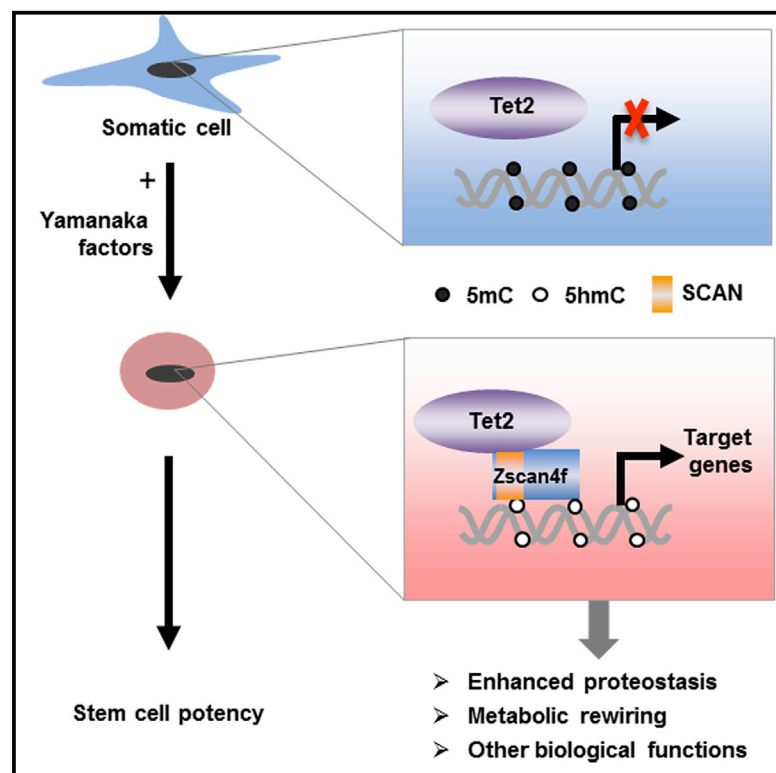 Somatic cell
+
Yamanaka
factors
Stem cell potency
Tet2
5mC
5hmC
SCAN
Tet2
Zscan4f
Target
genes
➢ Enhanced proteostasis
➢ Metabolic rewiring
➢ Other biological functions